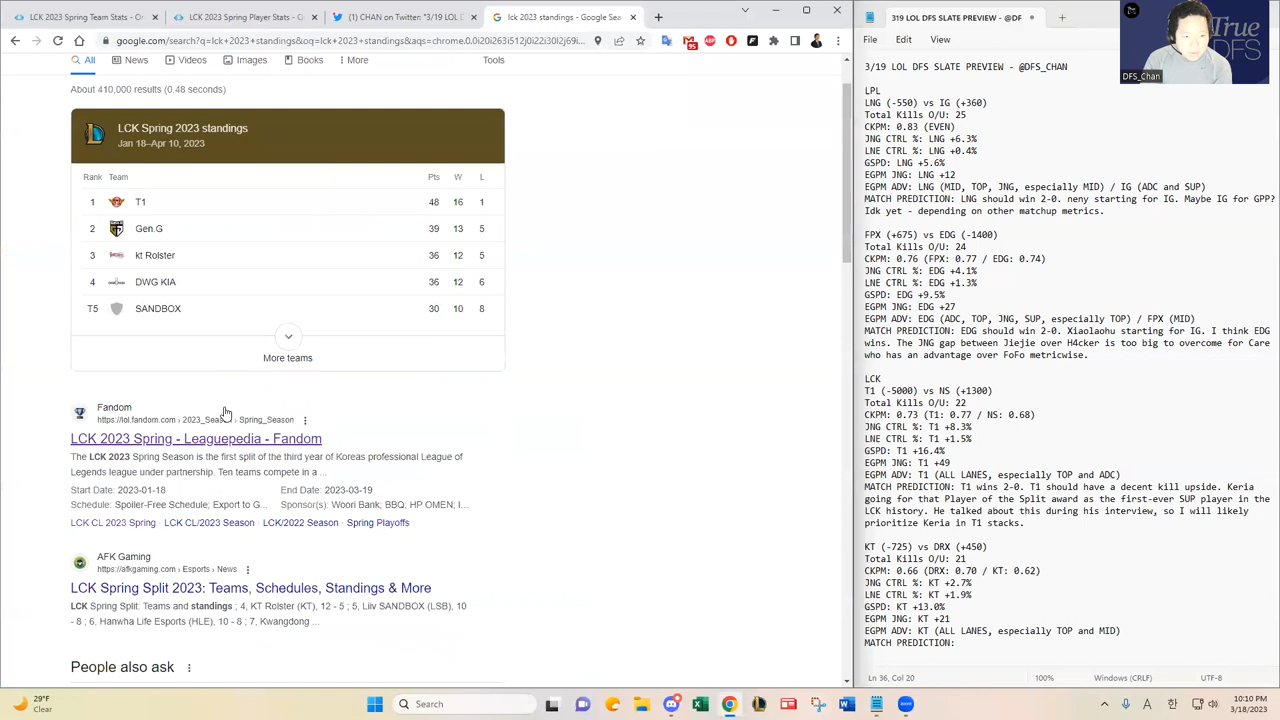 LCK 2023 Spring Team Stats - Or
LCK 2023 Spring Player Stats - O
(1) CHAN on Twitter: "3/19 LOL D
lck 2023 standings - Google Sea
google.com/search?q=lck+2023+standings&oq=lck+2023+standings&aqs=chrome.0.0i20i263i512j0i22i30l2j69i...
95
All
News
Videos
Images
Books
More
Tools
About 410,000 results (0.48 seconds)
LCK Spring 2023 standings
Jan 18–Apr 10, 2023
Rank Team Pts W L
1 T1 48 16 1
2 Gen.G 39 13 5
3 kt Rolster 36 12 5
4 DWG KIA 36 12 6
T5 SANDBOX 30 10 8
More teams
Fandom
https://lol.fandom.com › 2023_Season › Spring_Season
LCK 2023 Spring - Leaguepedia - Fandom
The LCK 2023 Spring Season is the first split of the third year of Koreas professional League of
Legends league under partnership. Ten teams compete in a ...
Start Date: 2023-01-18 End Date: 2023-03-19
Schedule: Spoiler-Free Schedule; Export to G... Sponsor(s): Woori Bank; BBQ; HP OMEN; l...
LCK CL 2023 Spring · LCK CL/2023 Season · LCK/2022 Season · Spring Playoffs
AFK Gaming
https://afkgaming.com › Esports › News
LCK Spring Split 2023: Teams, Schedules, Standings & More
LCK Spring Split: Teams and standings ; 4, KT Rolster (KT), 12 - 5 ; 5, Liiv SANDBOX (LSB), 10
- 8 ; 6, Hanwha Life Esports (HLE), 10 - 8 ; 7, Kwangdong ...
People also ask
319 LOL DFS SLATE PREVIEW - @DF
File Edit View
3/19 LOL DFS SLATE PREVIEW - @DFS_CHAN
LPL
LNG (-550) vs IG (+360)
Total Kills O/U: 25
CKPM: 0.83 (EVEN)
JNG CTRL %: LNG +6.3%
LNE CTRL %: LNG +0.4%
GSPD: LNG +5.6%
EGPM JNG: LNG +12
EGPM ADV: LNG (MID, TOP, JNG, especially MID) / IG (ADC and SUP)
MATCH PREDICTION: LNG should win 2-0. neny starting for IG. Maybe IG for GPP?
Idk yet - depending on other matchup metrics.
FPX (+675) vs EDG (-1400)
Total Kills O/U: 24
CKPM: 0.76 (FPX: 0.77 / EDG: 0.74)
JNG CTRL %: EDG +4.1%
LNE CTRL %: EDG +1.3%
GSPD: EDG +9.5%
EGPM JNG: EDG +27
EGPM ADV: EDG (ADC, TOP, JNG, SUP, especially TOP) / FPX (MID)
MATCH PREDICTION: EDG should win 2-0. Xiaolaohu starting for IG. I think EDG
wins. The JNG gap between Jiejie over H4cker is too big to overcome for Care
who has an advantage over FoFo metricwise.
LCK
T1 (-5000) vs NS (+1300)
Total Kills O/U: 22
CKPM: 0.73 (T1: 0.77 / NS: 0.68)
JNG CTRL %: T1 +8.3%
LNE CTRL %: T1 +1.5%
GSPD: T1 +16.4%
EGPM JNG: T1 +49
EGPM ADV: T1 (ALL LANES, especially TOP and ADC)
MATCH PREDICTION: T1 wins 2-0. T1 should have a decent kill upside. Keria
going for that Player of the Split award as the first-ever SUP player in the
LCK history. He talked about this during his interview, so I will likely
prioritize Keria in T1 stacks.
KT (-725) vs DRX (+450)
Total Kills O/U: 21
CKPM: 0.66 (DRX: 0.70 / KT: 0.62)
JNG CTRL %: KT +2.7%
LNE CTRL %: KT +1.9%
GSPD: KT +13.0%
EGPM JNG: KT +21
EGPM ADV: KT (ALL LANES, especially TOP and MID)
MATCH PREDICTION:
Ln 36, Col 20 100% Windows (CRLF) UTF-8
True
DFS
DFS_Chan
29°F
Clear
Search
A 한
10:10 PM
3/18/2023